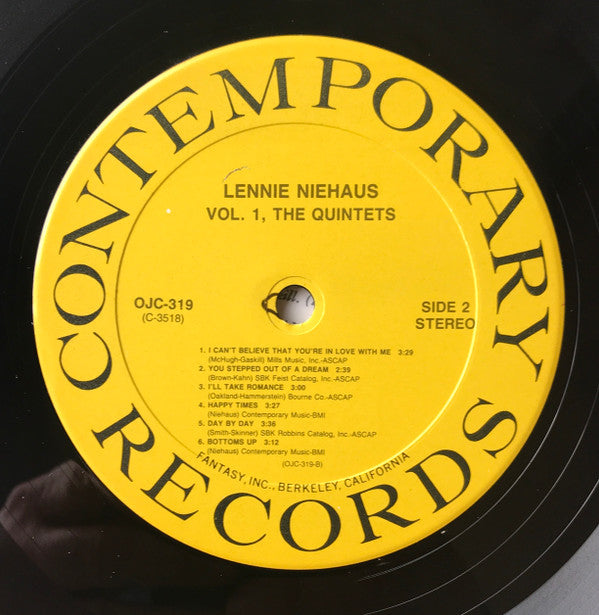 CONTEMPORARY RECORDS
LENNIE NIEHAUS
VOL. 1, THE QUINTETS
OJC-319
(C-3518)
SIDE 2
STEREO
1. I CAN'T BELIEVE THAT YOU'RE IN LOVE WITH ME 3:29
(McHugh-Gaskill) Mills Music, Inc.-ASCAP
2. YOU STEPPED OUT OF A DREAM 2:39
(Brown-Kahn) SBK Feist Catalog, Inc.-ASCAP
3. I'LL TAKE ROMANCE 3:00
(Oakland-Hammerstein) Bourne Co.-ASCAP
4. HAPPY TIMES 3:27
(Niehaus) Contemporary Music-BMI
5. DAY BY DAY 3:36
(Smith-Skinner) SBK Robbins Catalog, Inc.-ASCAP
6. BOTTOMS UP 3:12
(Niehaus) Contemporary Music-BMI
(OJC-319-B)
FANTASY, INC., BERKELEY, CALIFORNIA